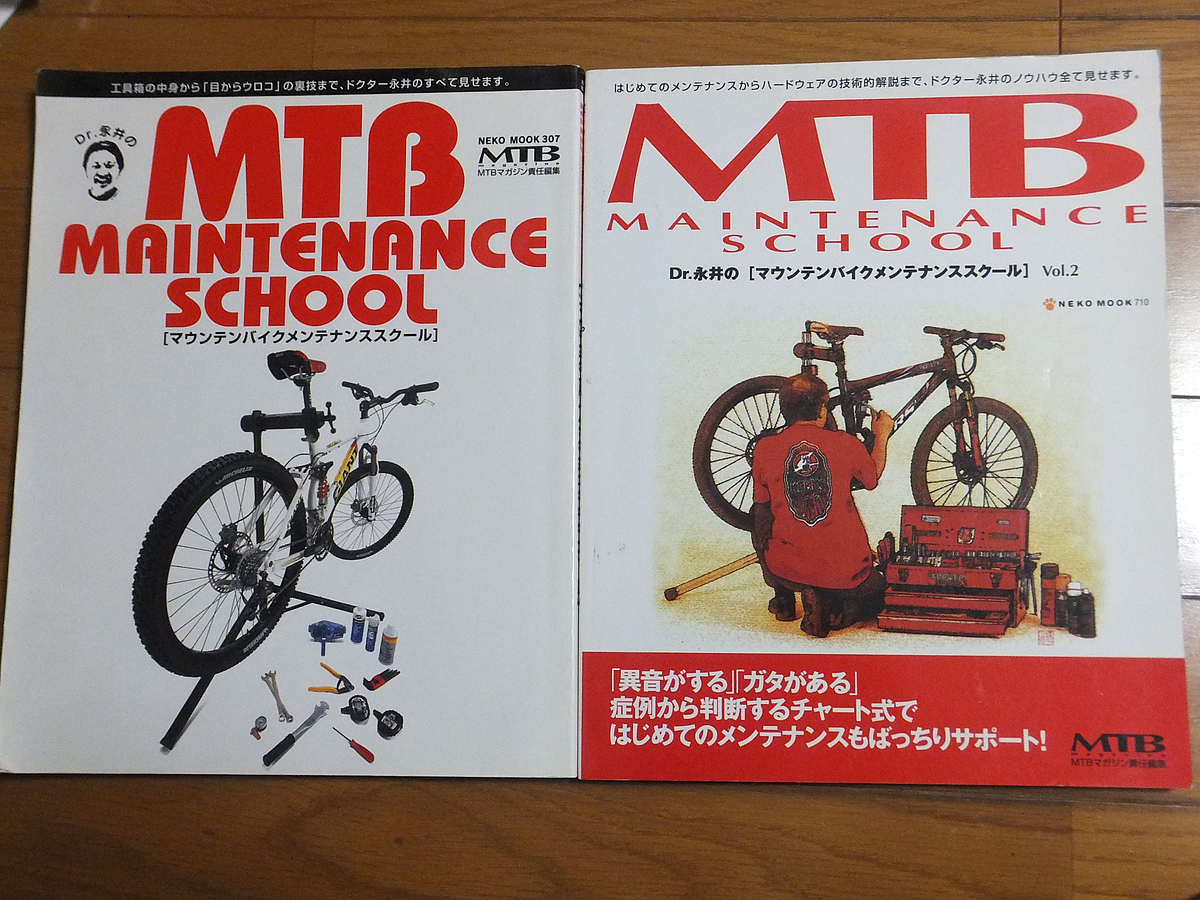 工具箱の中身から「目からウロコ」の裏技まで、ドクター永井のすべて見せます。
Dr.永井の
MTB
MAINTENANCE
SCHOOL
[マウンテンバイクメンテナンススクール]
NEKO MOOK 307
MTB
magazine
MTBマガジン責任編集
MICHELIN
GIANT
はじめてのメンテナンスからハードウェアの技術的解説まで、ドクター永井のノウハウ全て見せます。
MTB
MAINTENANCE
SCHOOL
Dr.永井の [マウンテンバイクメンテナンススクール] Vol.2
NEKO MOOK 710
「異音がする」「ガタがある」
症例から判断するチャート式で
はじめてのメンテナンスもばっちりサポート!
MTB
magazine
MTBマガジン責任編集